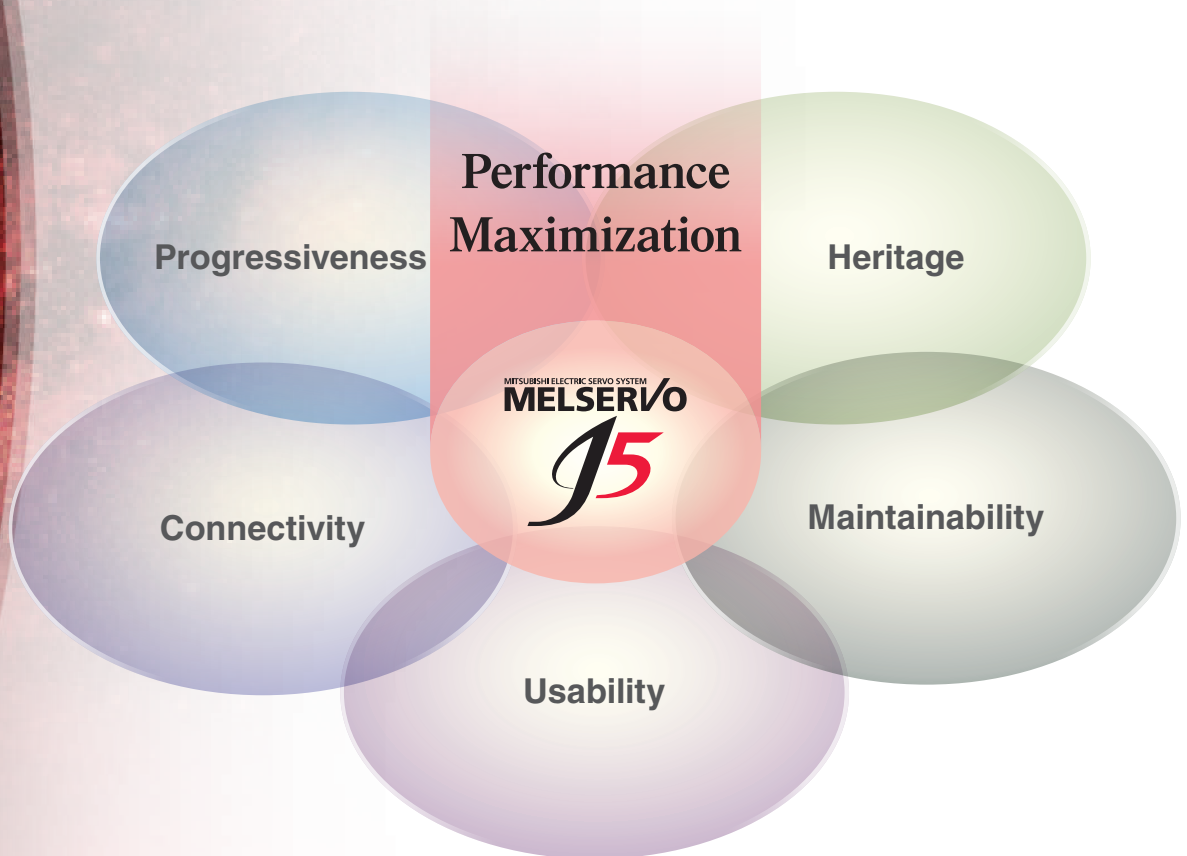 Performance
Maximization
Progressiveness
Heritage
MITSUBISHI ELECTRIC SERVO SYSTEM
MELSERVO
J5
Connectivity
Maintainability
Usability